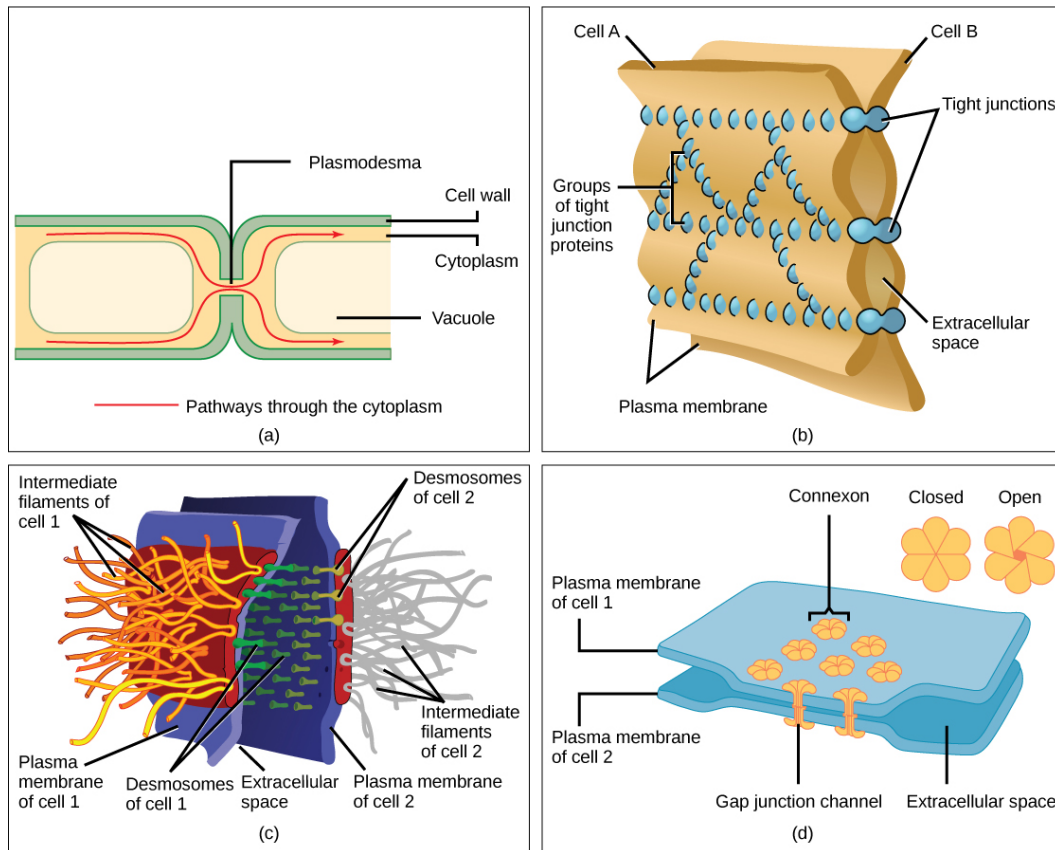 Plasmodesma
Cell wall
Cytoplasm
Vacuole
Pathways through the cytoplasm
(a)
Cell A
Cell B
Tight junctions
Groups
of tight
junction
proteins
Extracellular
space
Plasma membrane
(b)
Intermediate
filaments of
cell 1
Desmosomes
of cell 2
Intermediate
filaments
of cell 2
Plasma
membrane
of cell 1
Desmosomes
of cell 1
Extracellular
space
Plasma membrane
of cell 2
(c)
Connexon
Closed
Open
Plasma membrane
of cell 1
Plasma membrane
of cell 2
Gap junction channel
Extracellular space
(d)